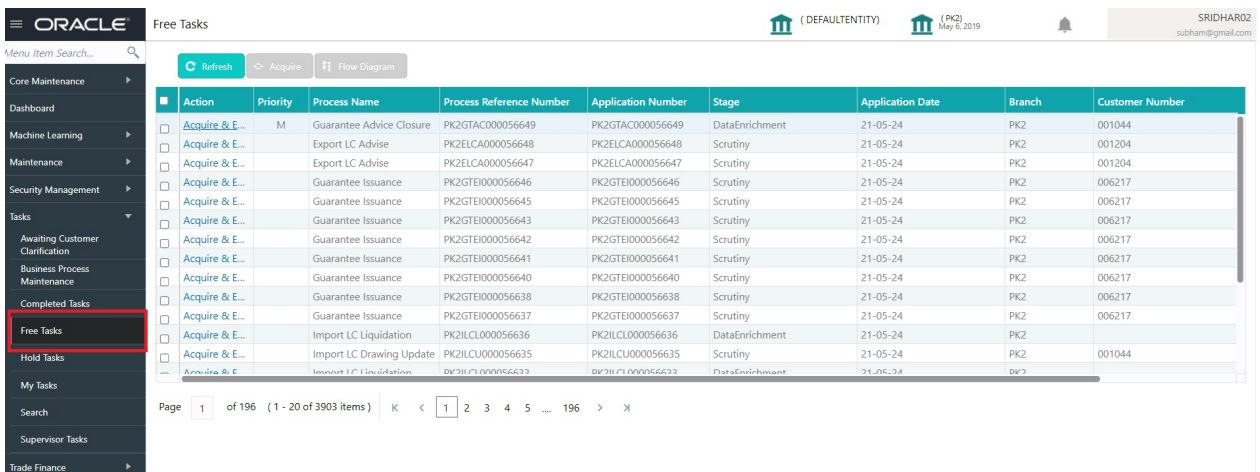 ORACLE
Free Tasks
( DEFAULTENTITY)
(PK2)
May 6, 2019
SRIDHAR02
subham@gmail.com
Menu Item Search...
Core Maintenance
Dashboard
Machine Learning
Maintenance
Security Management
Tasks
Awaiting Customer
Clarification
Business Process
Maintenance
Completed Tasks
Free Tasks
Hold Tasks
My Tasks
Search
Supervisor Tasks
Trade Finance
Refresh Acquire Flow Diagram
Action Priority Process Name Process Reference Number Application Number Stage Application Date Branch Customer Number
Acquire & E... M Guarantee Advice Closure PK2GTAC000056649 PK2GTAC000056649 DataEnrichment 21-05-24 PK2 001044
Acquire & E... Export LC Advise PK2ELCA000056648 PK2ELCA000056648 Scrutiny 21-05-24 PK2 001204
Acquire & E... Export LC Advise PK2ELCA000056647 PK2ELCA000056647 Scrutiny 21-05-24 PK2 001204
Acquire & E... Guarantee Issuance PK2GTEI000056646 PK2GTEI000056646 Scrutiny 21-05-24 PK2 006217
Acquire & E... Guarantee Issuance PK2GTEI000056645 PK2GTEI000056645 Scrutiny 21-05-24 PK2 006217
Acquire & E... Guarantee Issuance PK2GTEI000056643 PK2GTEI000056643 Scrutiny 21-05-24 PK2 006217
Acquire & E... Guarantee Issuance PK2GTEI000056642 PK2GTEI000056642 Scrutiny 21-05-24 PK2 006217
Acquire & E... Guarantee Issuance PK2GTEI000056641 PK2GTEI000056641 Scrutiny 21-05-24 PK2 006217
Acquire & E... Guarantee Issuance PK2GTEI000056640 PK2GTEI000056640 Scrutiny 21-05-24 PK2 006217
Acquire & E... Guarantee Issuance PK2GTEI000056638 PK2GTEI000056638 Scrutiny 21-05-24 PK2 006217
Acquire & E... Guarantee Issuance PK2GTEI000056637 PK2GTEI000056637 Scrutiny 21-05-24 PK2 006217
Acquire & E... Import LC Liquidation PK2ILCL000056636 PK2ILCL000056636 DataEnrichment 21-05-24 PK2
Acquire & E... Import LC Drawing Update PK2ILCU000056635 PK2ILCU000056635 Scrutiny 21-05-24 PK2 001044
Acquire & E... Import LC Liquidation PK2ILCL000056633 PK2ILCL000056633 DataEnrichment 21-05-24 PK2
Page 1 of 196 ( 1 - 20 of 3903 items ) 1 2 3 4 5 ... 196